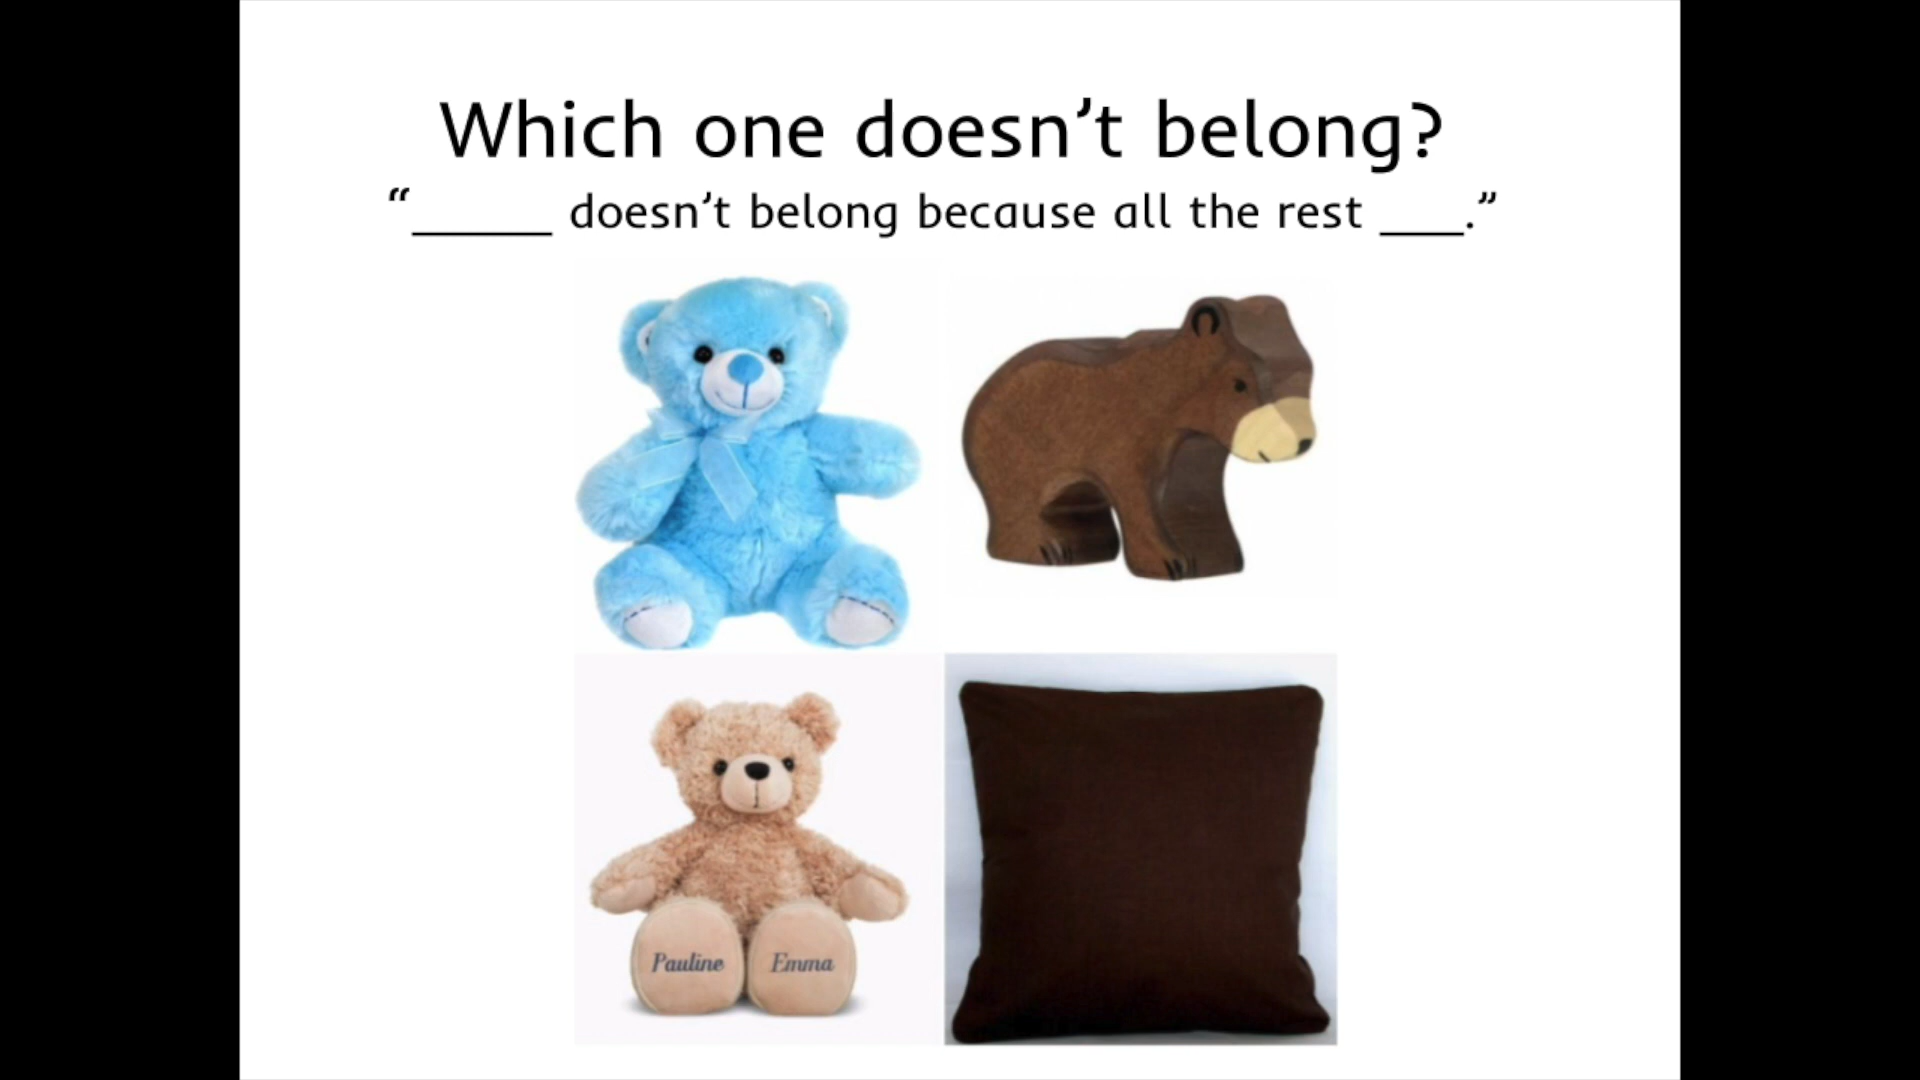 Which one doesn't belong?
“_____ doesn't belong because all the rest ___.”
Pauline Emma